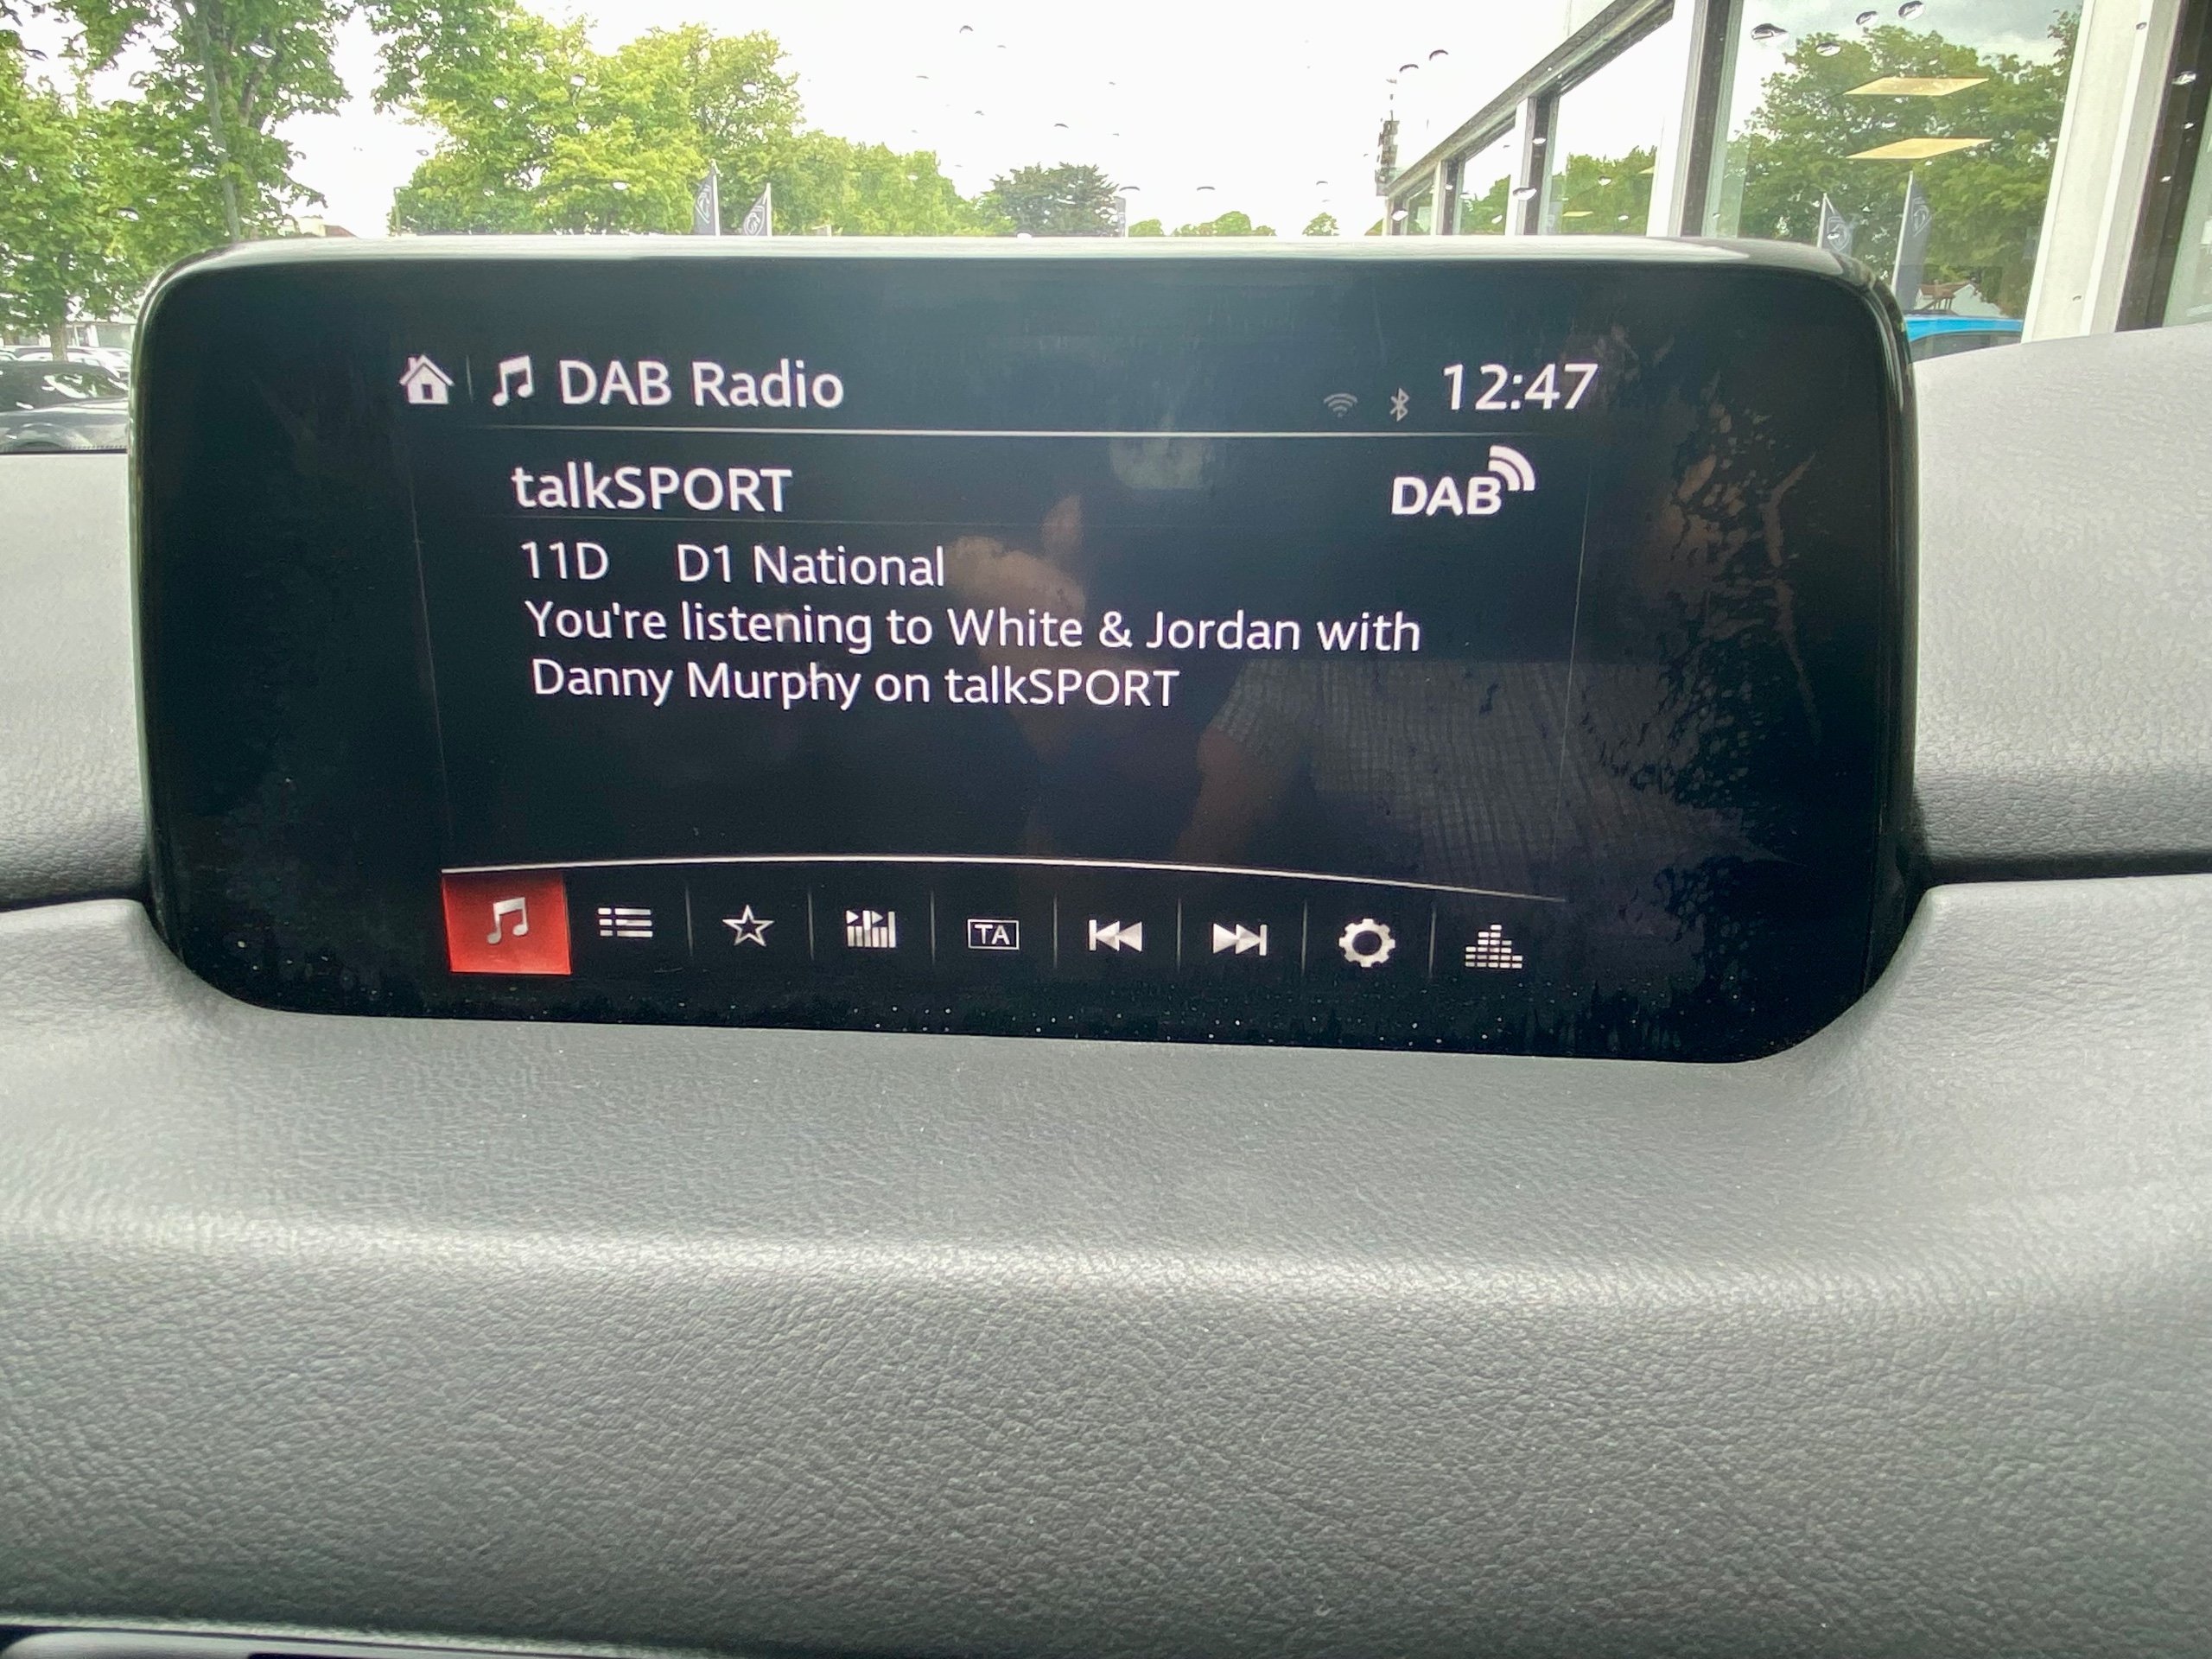 DAB Radio 12:47
talkSPORT DAB
11D D1 National
You're listening to White & Jordan with
Danny Murphy on talkSPORT
TA